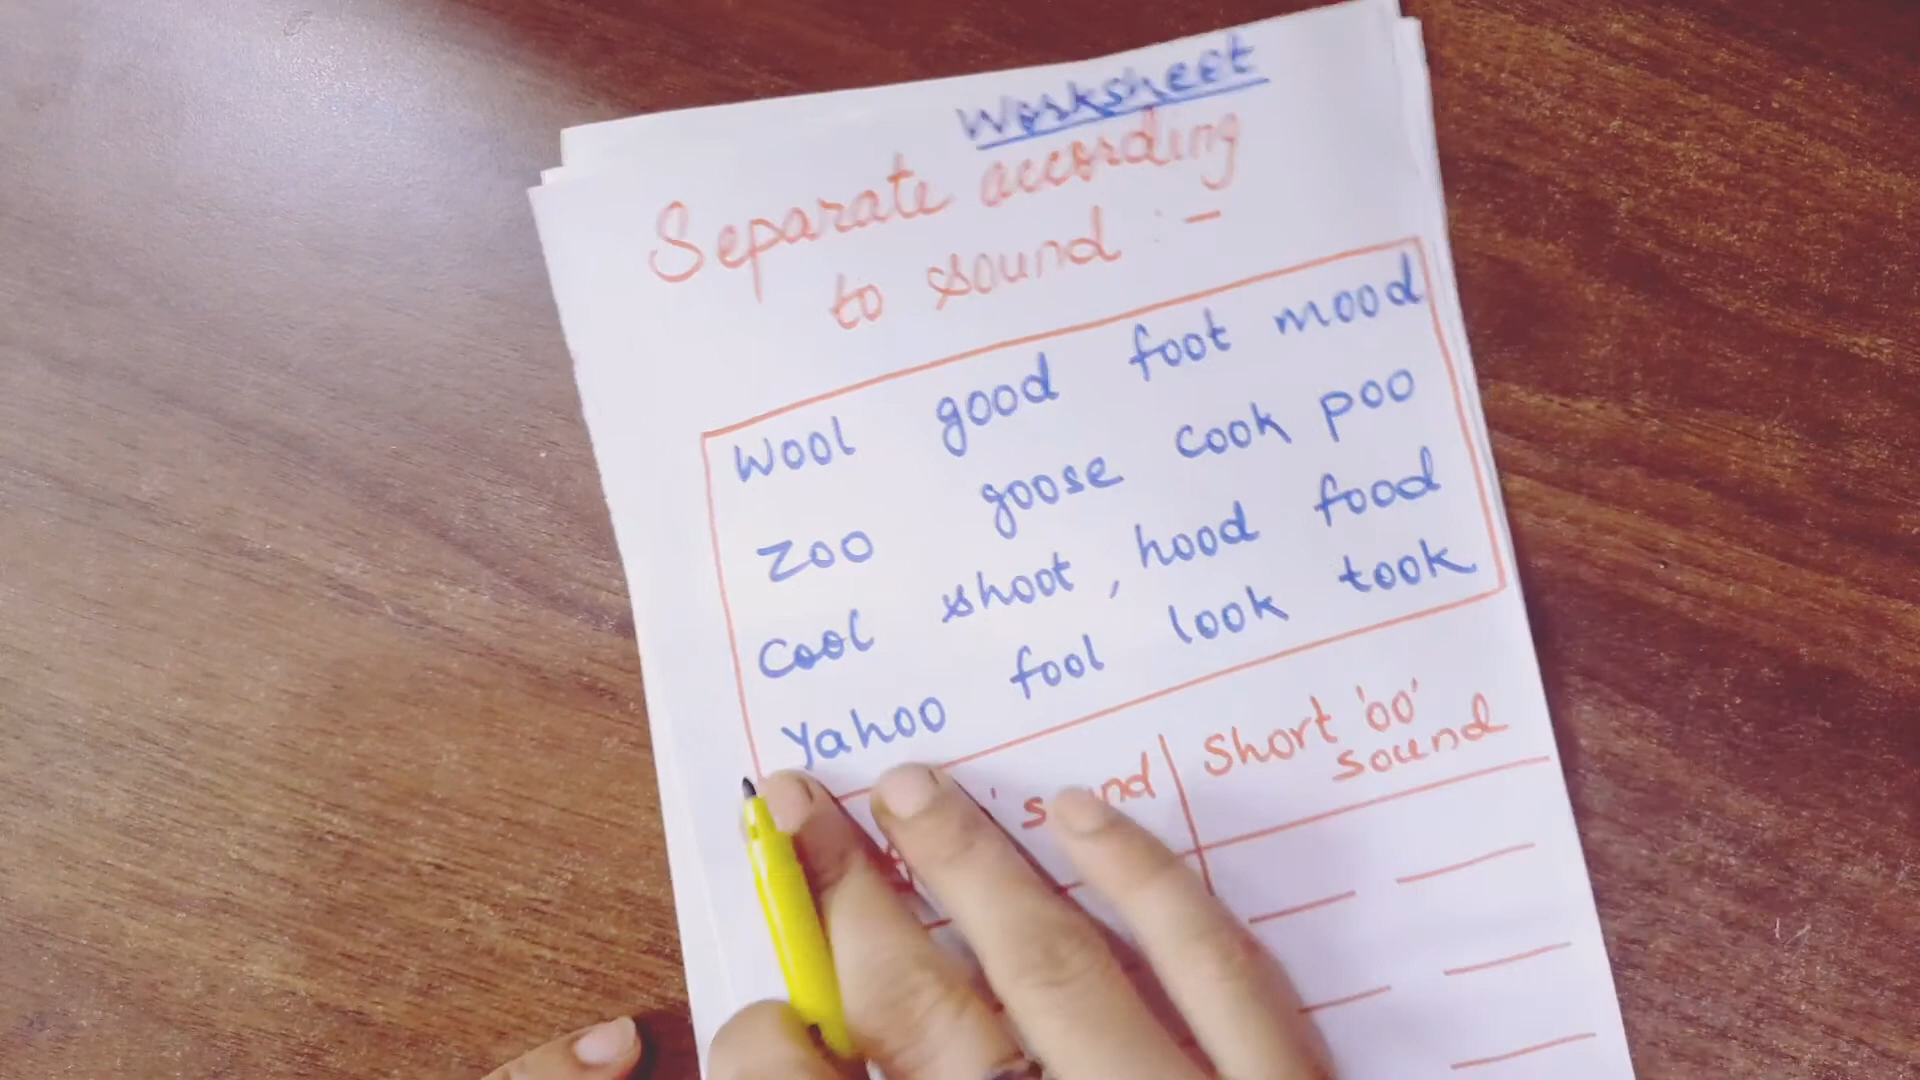 Worksheet
Separate according
to sound :-
Wool good foot mood
Zoo goose cook poo
Cool shoot , hood food
Yahoo fool look took
Short 'oo'
sound